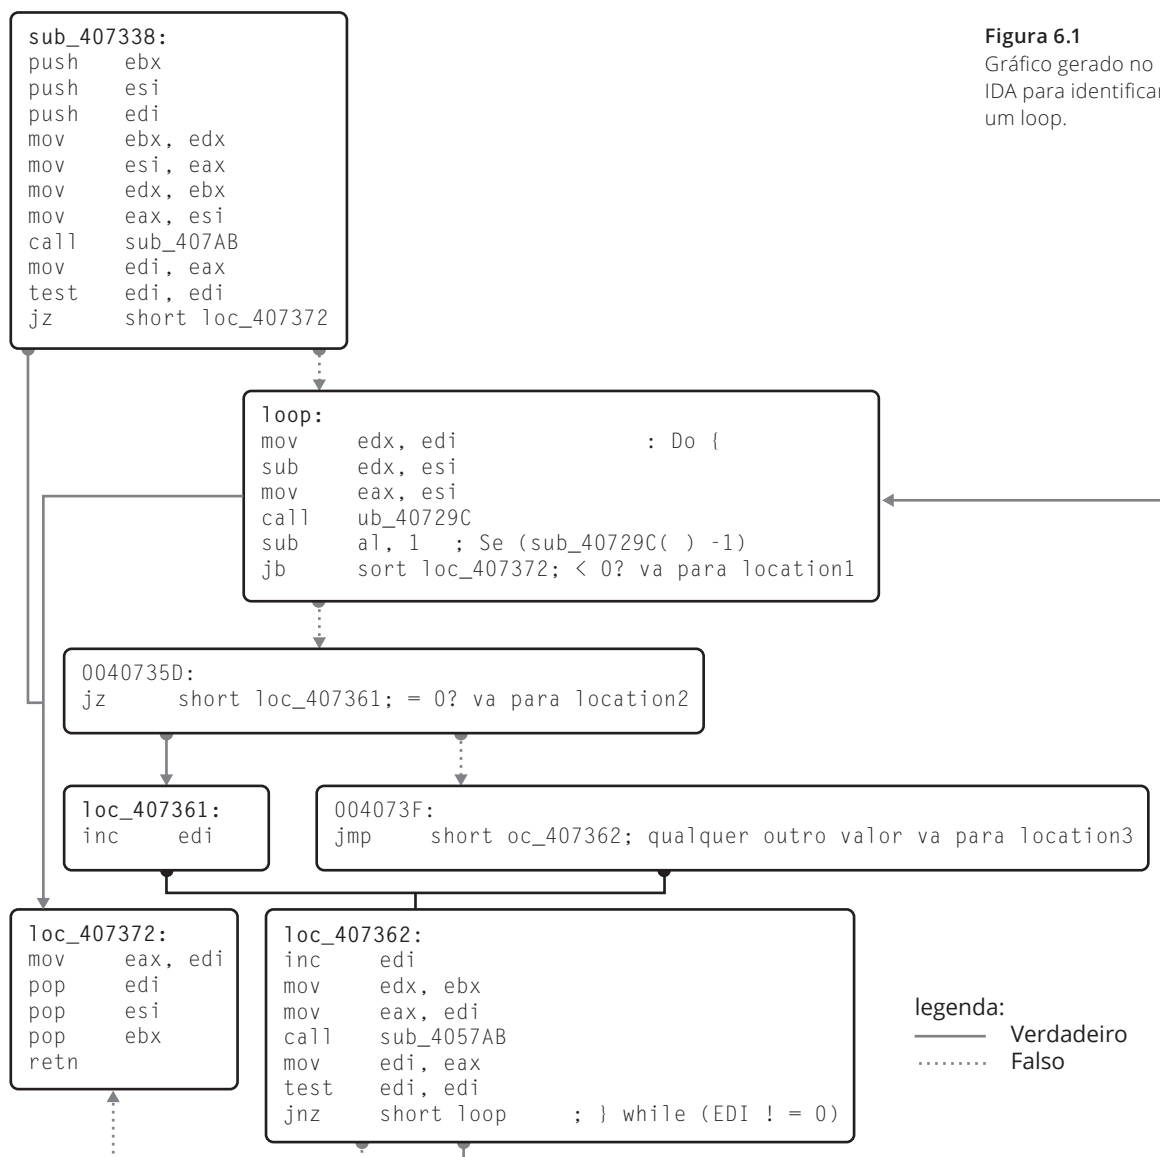 sub_407338:
push ebx
push esi
push edi
mov ebx, edx
mov esi, eax
mov edx, ebx
mov eax, esi
call sub_407AB
mov edi, eax
test edi, edi
jz short loc_407372
Figura 6.1
Gráfico gerado no
IDA para identificar
um loop.
loop:
mov edx, edi : Do {
sub edx, esi
mov eax, esi
call ub_40729C
sub al, 1 ; Se (sub_40729C( ) -1)
jb sort loc_407372; < 0? va para location1
0040735D:
jz short loc_407361; = 0? va para location2
loc_407361:
inc edi
004073F:
jmp short oc_407362; qualquer outro valor va para location3
loc_407372:
mov eax, edi
pop edi
pop esi
pop ebx
retn
loc_407362:
inc edi
mov edx, ebx
mov eax, edi
call sub_4057AB
mov edi, eax
test edi, edi
jnz short loop ; } while (EDI ! = 0)
legenda:
Verdadeiro
Falso